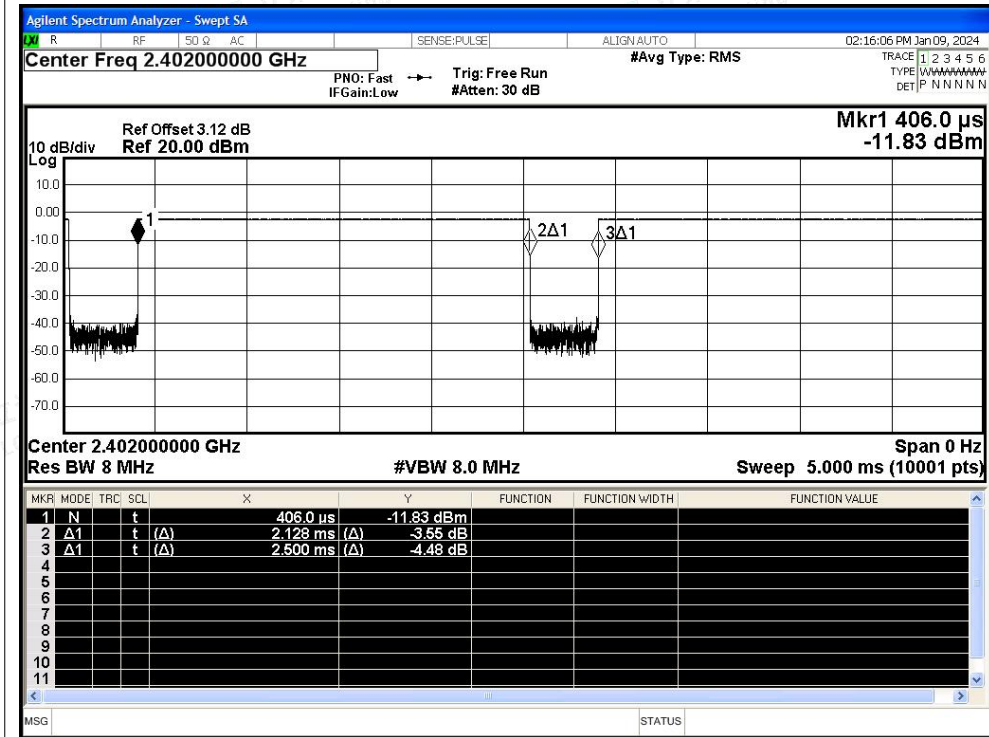 Agilent Spectrum Analyzer - Swept SA
LXI R RF 50 Ω AC SENSE:PULSE ALIGN AUTO 02:16:06 PM Jan 09, 2024
Center Freq 2.402000000 GHz
#Avg Type: RMS
TRACE 1 2 3 4 5 6
PNO: Fast Trig: Free Run
TYPE WWWWWW
IFGain:Low #Atten: 30 dB
DET P N N N N N
Mkr1 406.0 µs
Ref Offset 3.12 dB
10 dB/div Ref 20.00 dBm
-11.83 dBm
Log
10.0
0.00
1
2Δ1
3Δ1
-10.0
-20.0
-30.0
-40.0
-50.0
-60.0
-70.0
Center 2.402000000 GHz Span 0 Hz
Res BW 8 MHz #VBW 8.0 MHz Sweep 5.000 ms (10001 pts)
MKR MODE TRC SCL X Y FUNCTION FUNCTION WIDTH FUNCTION VALUE
1 N t 406.0 µs -11.83 dBm
2 Δ1 t (Δ) 2.128 ms (Δ) -3.55 dB
3 Δ1 t (Δ) 2.500 ms (Δ) -4.48 dB
4
5
6
7
8
9
10
11
MSG STATUS